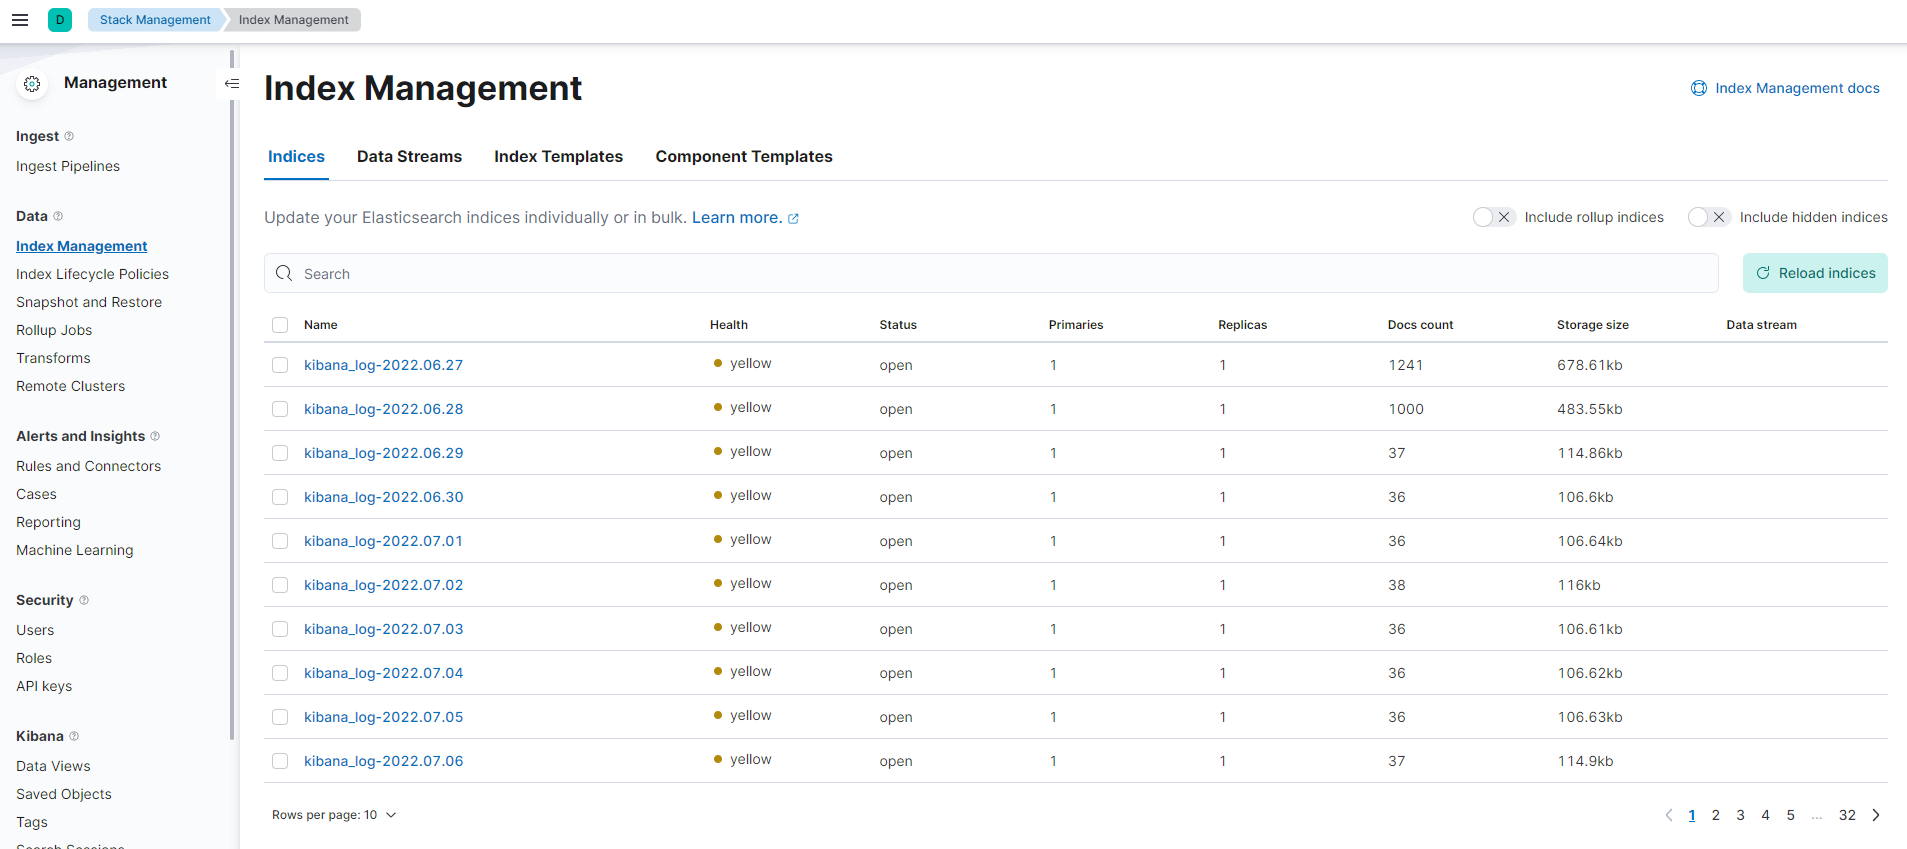 D Stack Management Index Management
Management
Ingest
Ingest Pipelines
Data
Index Management
Index Lifecycle Policies
Snapshot and Restore
Rollup Jobs
Transforms
Remote Clusters
Alerts and Insights
Rules and Connectors
Cases
Reporting
Machine Learning
Security
Users
Roles
API keys
Kibana
Data Views
Saved Objects
Tags
Search Sessions
Index Management
Index Management docs
Indices Data Streams Index Templates Component Templates
Update your Elasticsearch indices individually or in bulk. Learn more. Include rollup indices Include hidden indices
Search Reload indices
Name Health Status Primaries Replicas Docs count Storage size Data stream
kibana_log-2022.06.27 yellow open 1 1 1241 678.61kb
kibana_log-2022.06.28 yellow open 1 1 1000 483.55kb
kibana_log-2022.06.29 yellow open 1 1 37 114.86kb
kibana_log-2022.06.30 yellow open 1 1 36 106.6kb
kibana_log-2022.07.01 yellow open 1 1 36 106.64kb
kibana_log-2022.07.02 yellow open 1 1 38 116kb
kibana_log-2022.07.03 yellow open 1 1 36 106.61kb
kibana_log-2022.07.04 yellow open 1 1 36 106.62kb
kibana_log-2022.07.05 yellow open 1 1 36 106.63kb
kibana_log-2022.07.06 yellow open 1 1 37 114.9kb
Rows per page: 10 1 2 3 4 5 ... 32